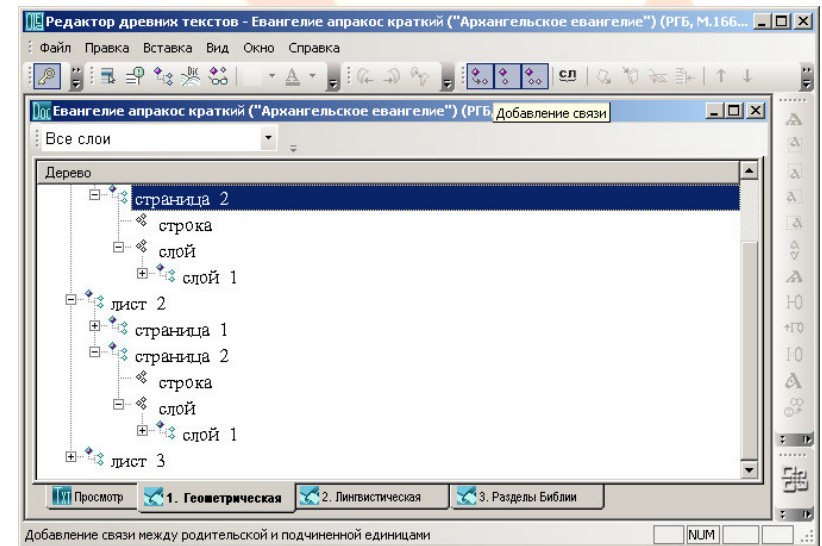 Редактор древних текстов - Евангелие апракос краткий ("Архангельское евангелие") (РГБ, М.166...
Файл Правка Вставка Вид Окно Справка
СЛ
Doc Евангелие апракос краткий ("Архангельское евангелие") (РГБ,
Добавление связи
Все слои
Дерево
страница 2
строка
слой
слой 1
лист 2
страница 1
страница 2
строка
слой
слой 1
лист 3
TXT Просмотр 1. Геометрическая 2. Лингвистическая 3. Разделы Библии
Добавление связи между родительской и подчиненной единицами NUM